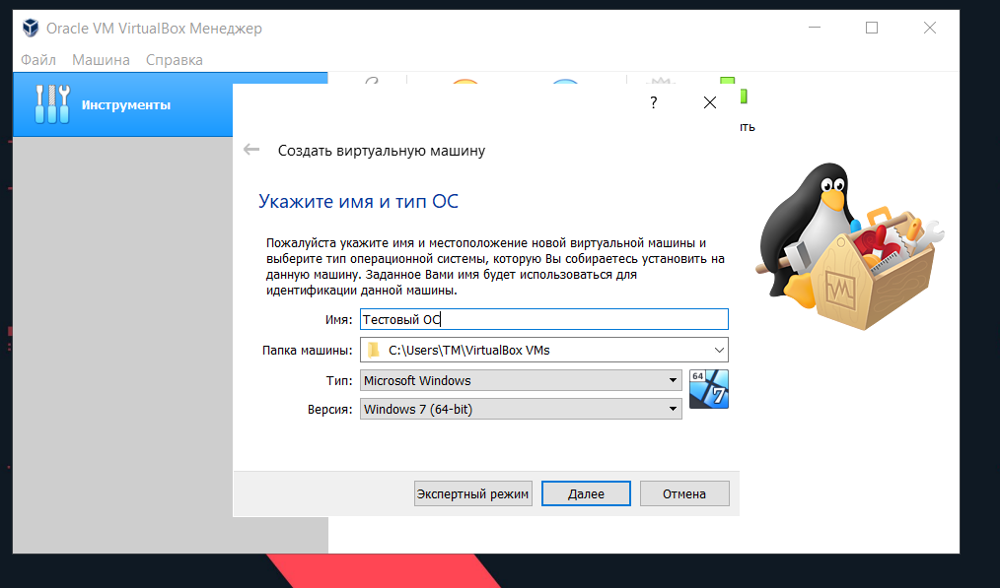 Oracle VM VirtualBox Менеджер
Файл Машина Справка
Инструменты
?
ть
Создать виртуальную машину
Укажите имя и тип ОС
Пожалуйста укажите имя и местоположение новой виртуальной машины и
выберите тип операционной системы, которую Вы собираетесь установить на
данную машину. Заданное Вами имя будет использоваться для
идентификации данной машины.
Имя: Тестовый ОС
Папка машины: C:\Users\TM\VirtualBox VMs
Тип: Microsoft Windows
64
Версия: Windows 7 (64-bit)
7
Экспертный режим Далее Отмена